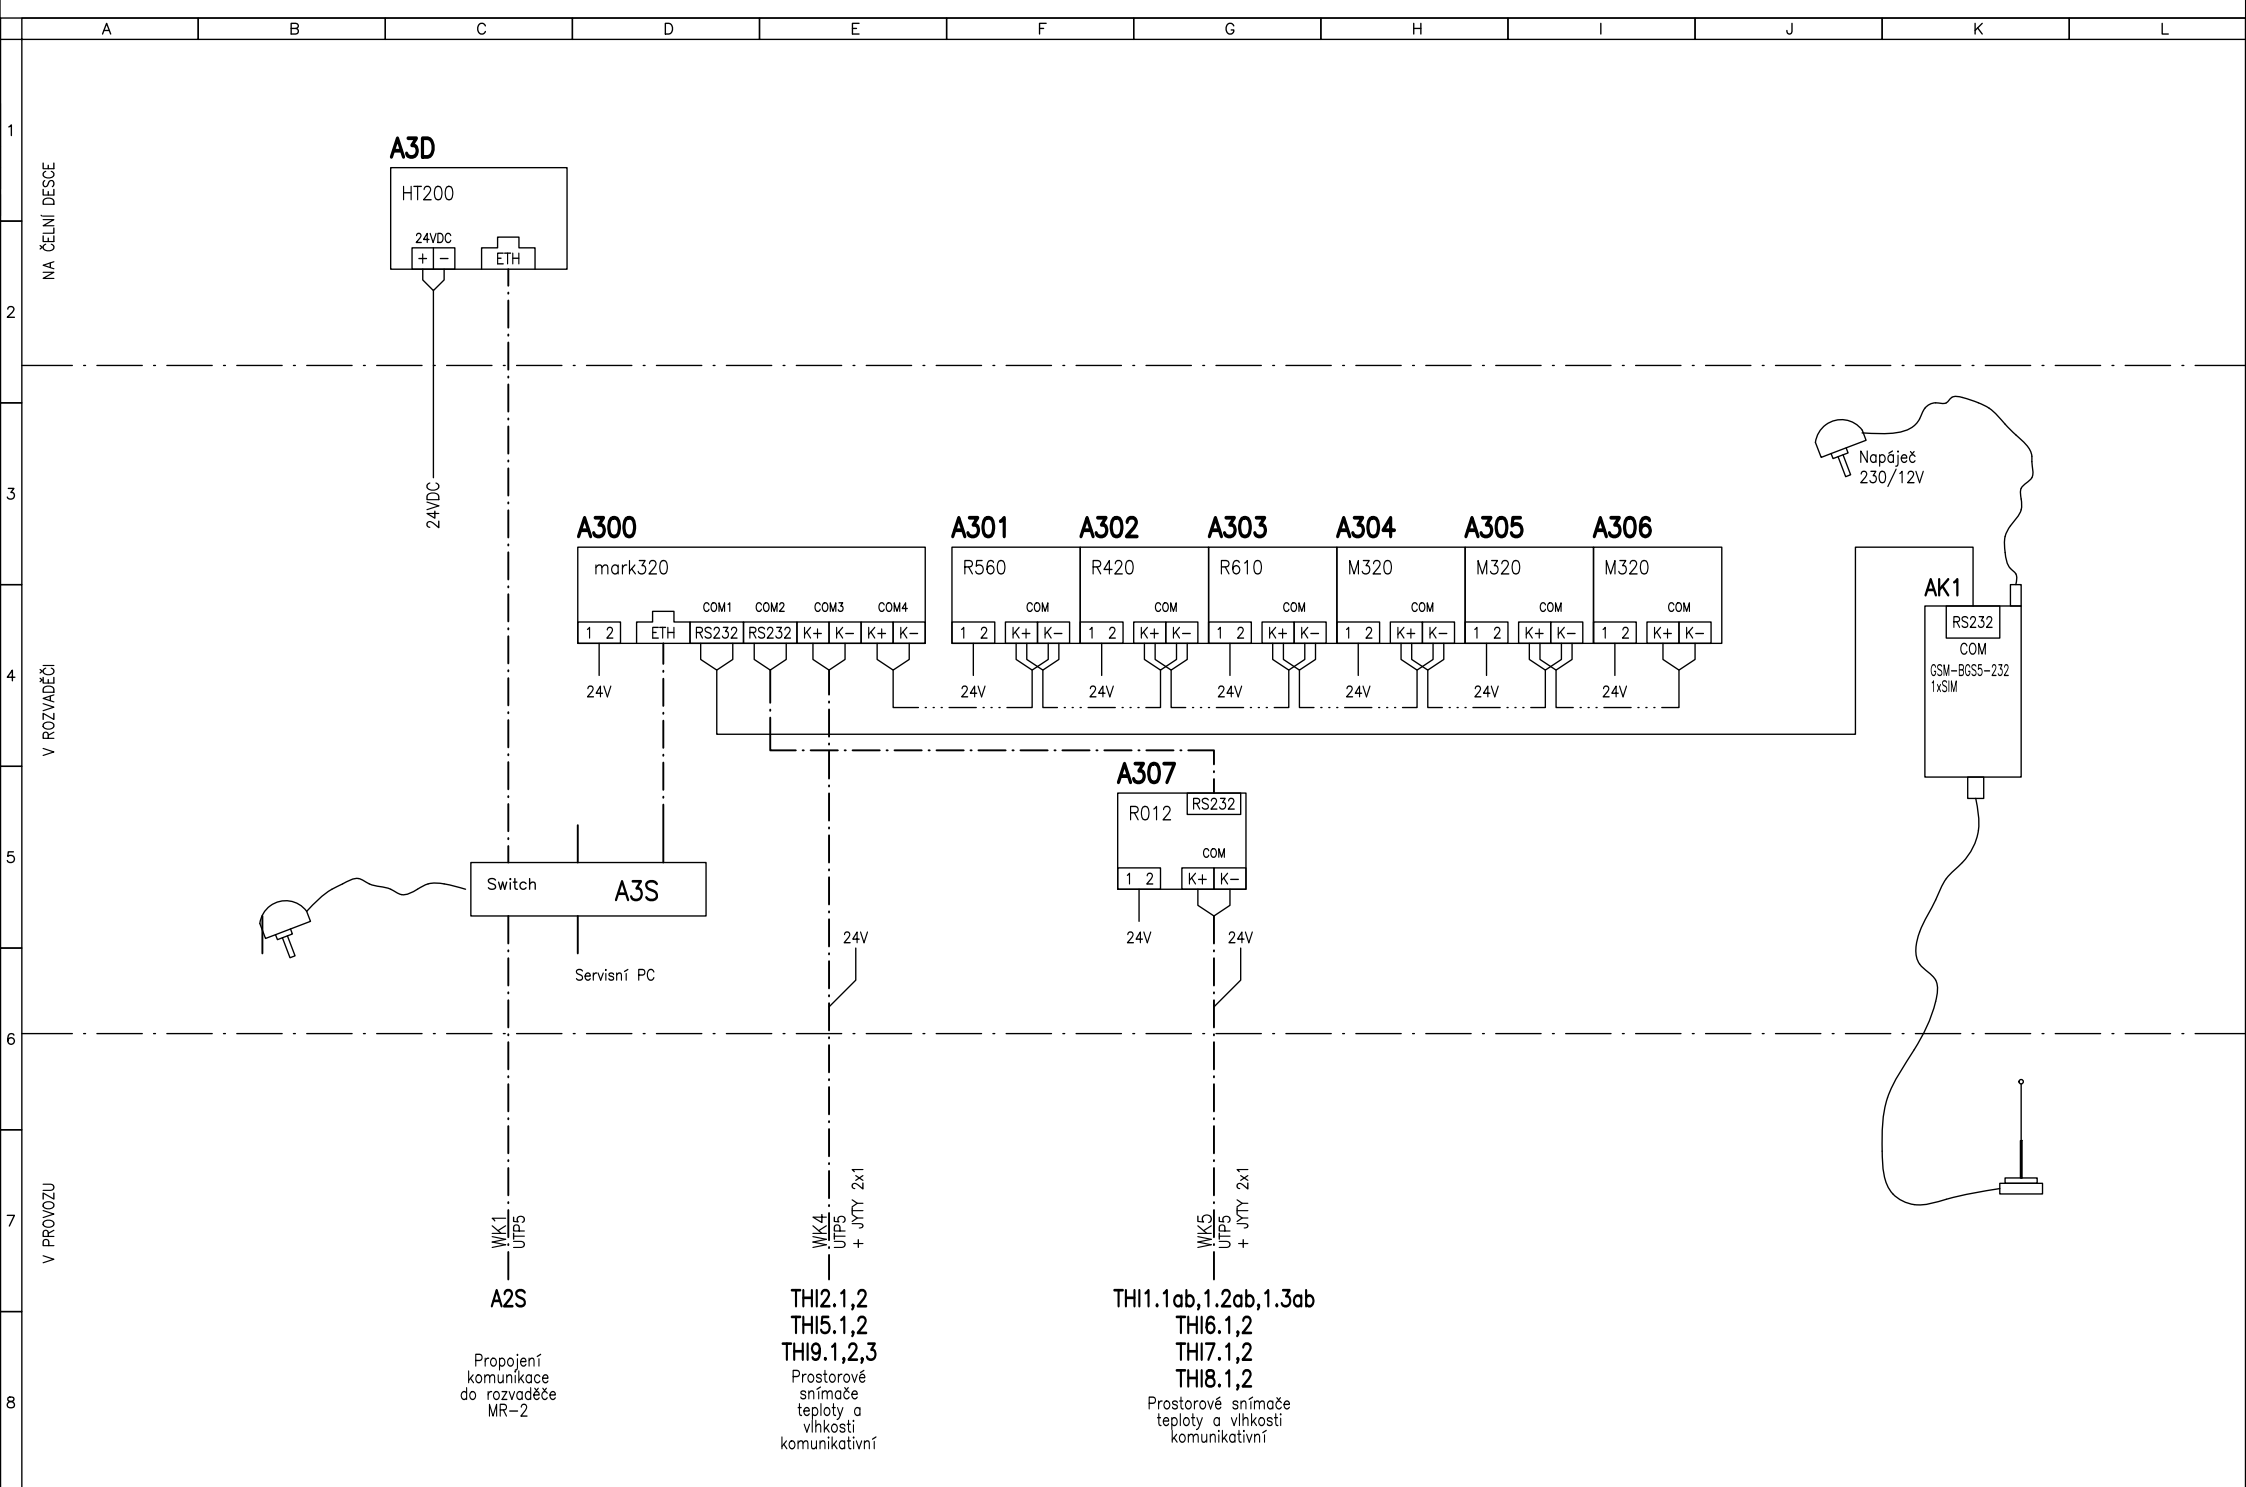 A B C D E F G H I J K L
1
2
3
4
5
6
7
8
NA ČELNÍ DESCE
V ROZVADĚČI
V PROVOZU
A3D
HT200
24VDC
+ - ETH
24VDC
Napáječ
230/12V
A300
mark320
COM1 COM2 COM3 COM4
1 2 ETH RS232 RS232 K+ K- K+ K-
24V
A301
R560
COM
1 2 K+ K-
24V
A302
R420
COM
1 2 K+ K-
24V
A303
R610
COM
1 2 K+ K-
24V
A304
M320
COM
1 2 K+ K-
24V
A305
M320
COM
1 2 K+ K-
24V
A306
M320
COM
1 2 K+ K-
24V
AK1
RS232
COM
GSM-BGS5-232
1xSIM
A307
R012
RS232
COM
1 2 K+ K-
24V
24V
Switch A3S
Servisní PC
24V
WK1
UTP5
WK4
UTP5
+ JYTY 2x1
WK5
UTP5
+ JYTY 2x1
A2S
Propojení
komunikace
do rozvaděče
MR-2
THI2.1,2
THI5.1,2
THI9.1,2,3
Prostorové
snímače
teploty a
vlhkosti
komunikativní
THI1.1ab,1.2ab,1.3ab
THI6.1,2
THI7.1,2
THI8.1,2
Prostorové snímače
teploty a vlhkosti
komunikativní